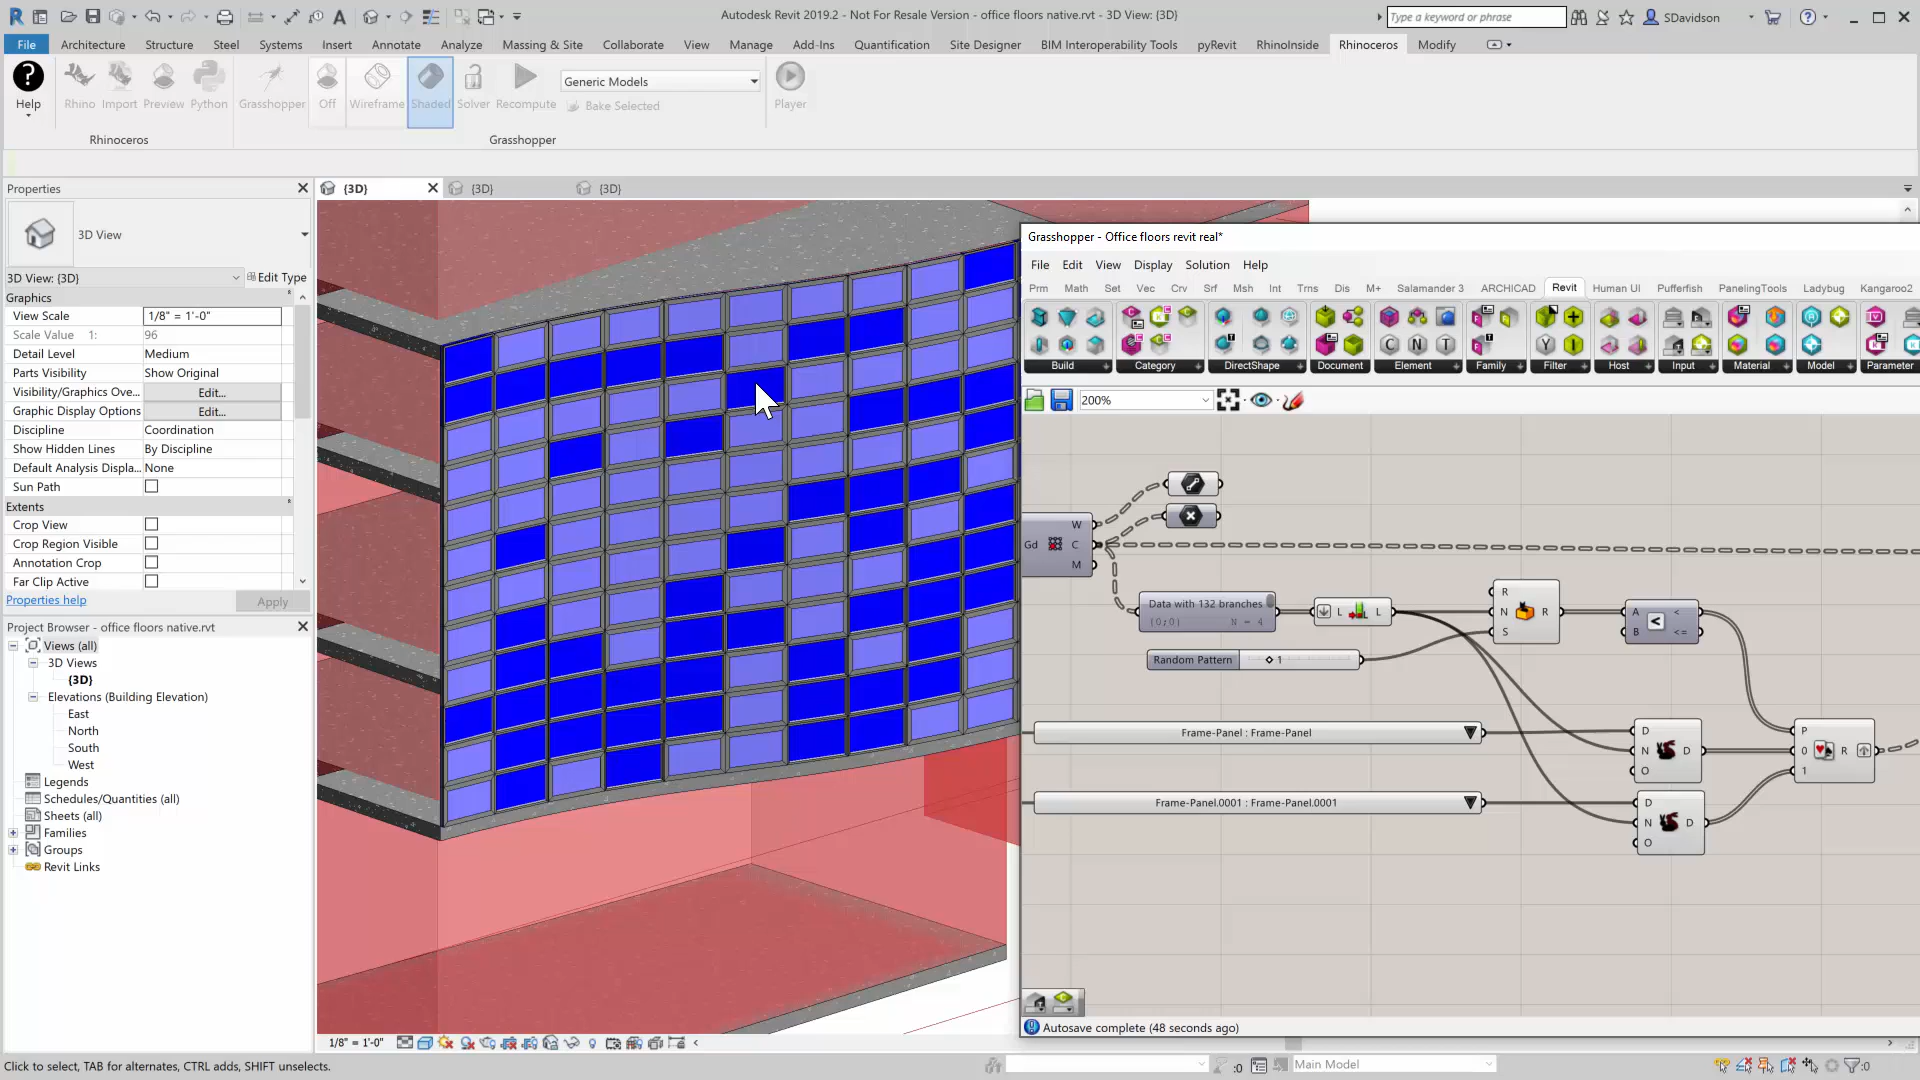 Autodesk Revit 2019.2 - Not For Resale Version - office floors native.rvt - 3D View: {3D}
Type a keyword or phrase
SDavidson
File Architecture Structure Steel Systems Insert Annotate Analyze Massing & Site Collaborate View Manage Add-Ins Quantification Site Designer BIM Interoperability Tools pyRevit RhinoInside Rhinoceros Modify
Help Rhino Import Preview Python Grasshopper Off Wireframe Shaded Solver Recompute
Generic Models
Bake Selected
Player
Rhinoceros Grasshopper
Properties
{3D} {3D} {3D}
3D View
3D View: {3D} Edit Type
Graphics
View Scale 1/8" = 1'-0"
Scale Value 1: 96
Detail Level Medium
Parts Visibility Show Original
Visibility/Graphics Ove... Edit...
Graphic Display Options Edit...
Discipline Coordination
Show Hidden Lines By Discipline
Default Analysis Displa... None
Sun Path
Extents
Crop View
Crop Region Visible
Annotation Crop
Far Clip Active
Properties help Apply
Project Browser - office floors native.rvt
Views (all)
3D Views
{3D}
Elevations (Building Elevation)
East
North
South
West
Legends
Schedules/Quantities (all)
Sheets (all)
Families
Groups
Revit Links
Grasshopper - Office floors revit real*
File Edit View Display Solution Help
Prm Math Set Vec Crv Srf Msh Int Trns Dis M+ Salamander 3 ARCHICAD Revit Human UI Pufferfish PanelingTools Ladybug Kangaroo2
Build Category DirectShape Document Element Family Filter Host Input Material Model Parameter
200%
Gd W C M
Data with 132 branches
{0;0} N = 4
L L
R N S R
A B < <=
Random Pattern 1
Frame-Panel : Frame-Panel
D N O D
P 0 1 R
Frame-Panel.0001 : Frame-Panel.0001
D N O D
Autosave complete (48 seconds ago)
1/8" = 1'-0"
Click to select, TAB for alternates, CTRL adds, SHIFT unselects.
:0
Main Model
:0